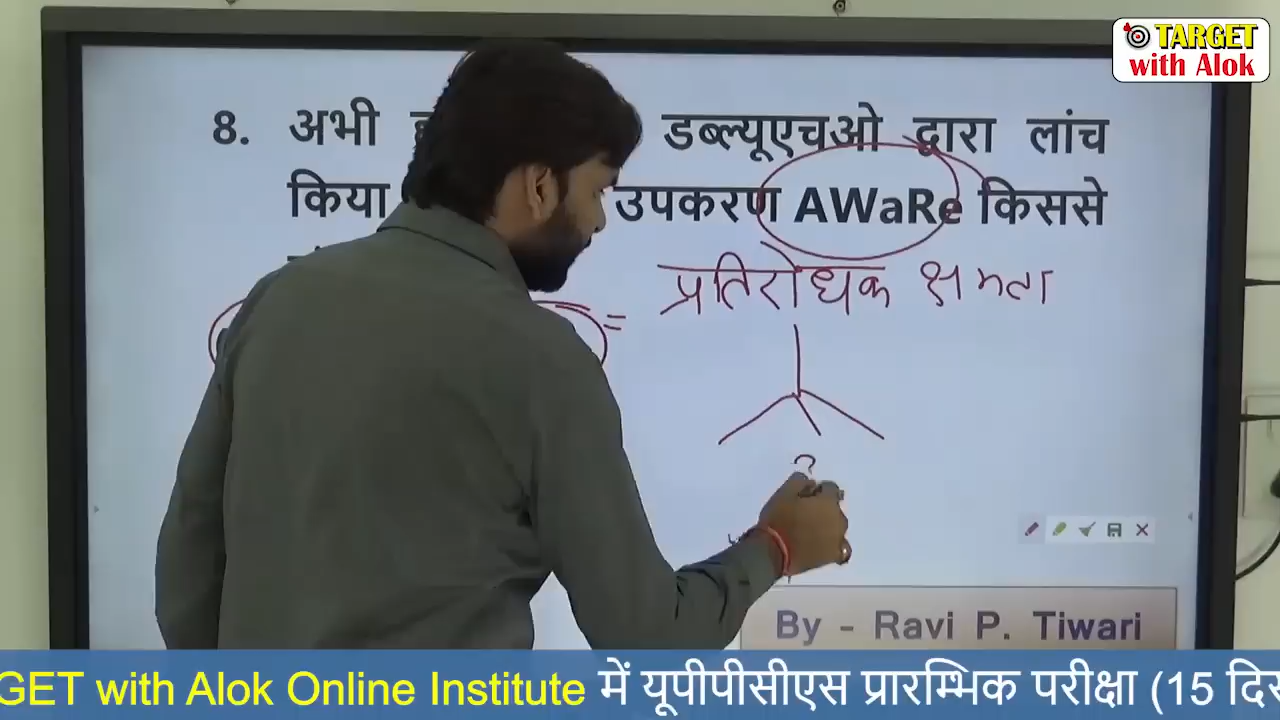 TARGET
with Alok
8. अभी डब्ल्यूएचओ द्वारा लांच
किया उपकरण AWaRe किससे
= प्रतिरोधक क्षमता
By - Ravi P. Tiwari
GET with Alok Online Institute में यूपीपीसीएस प्रारम्भिक परीक्षा (15